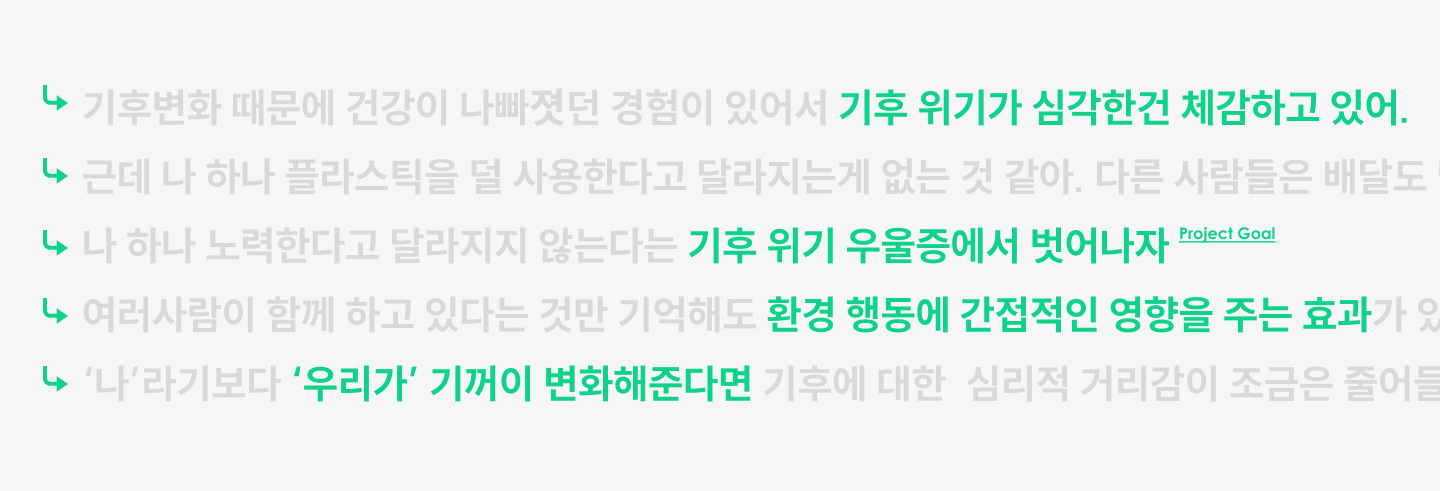 기후변화 때문에 건강이 나빠졋던 경험이 있어서 기후 위기가 심각한건 체감하고 있어.
근데 나 하나 플라스틱을 덜 사용한다고 달라지는게 없는 것 같아. 다른 사람들은 배달도
나 하나 노력한다고 달라지지 않는다는 기후 위기 우울증에서 벗어나자 Project Goal
여러사람이 함께 하고 있다는 것만 기억해도 환경 행동에 간접적인 영향을 주는 효과가
‘나’라기보다 ‘우리가’ 기꺼이 변화해준다면 기후에 대한 심리적 거리감이 조금은 줄어들